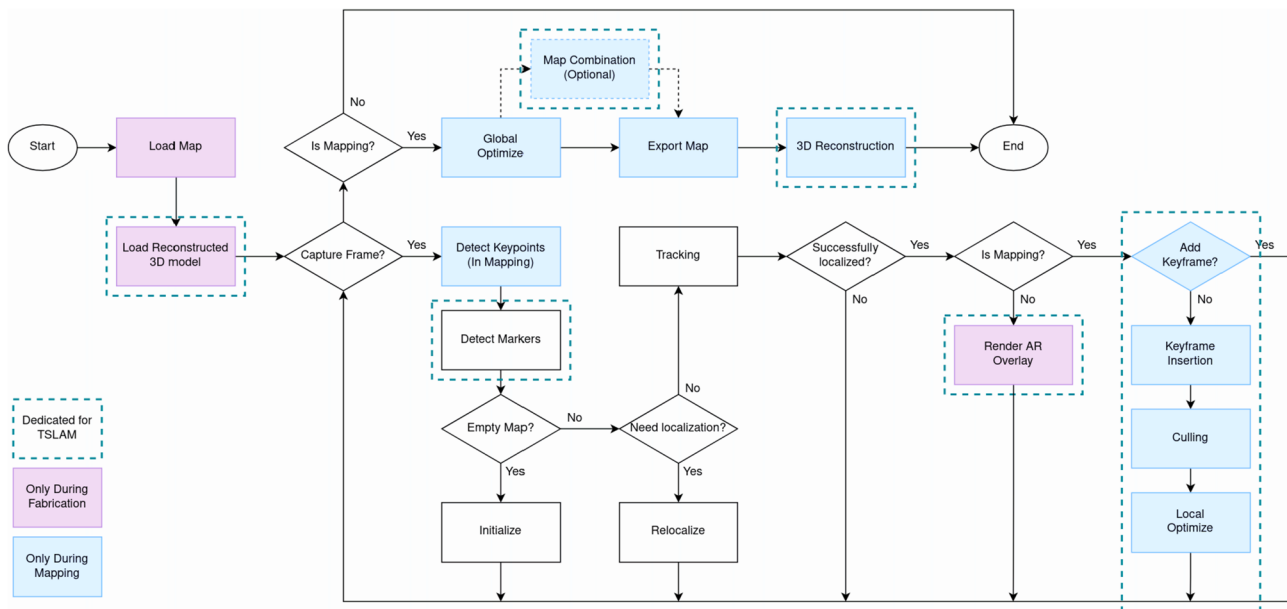 Map Combination
(Optional)
No
Start
Load Map
Is Mapping?
Yes
Global
Optimize
Export Map
3D Reconstruction
End
Load Reconstructed
3D model
Capture Frame?
Yes
Detect Keypoints
(In Mapping)
Tracking
Successfully
localized?
Yes
Is Mapping?
Yes
Add
Keyframe?
Yes
No
No
No
Detect Markers
Render AR
Overlay
Keyframe
Insertion
No
Empty Map?
No
Need localization?
Culling
Dedicated for
TSLAM
Yes
Yes
Only During
Fabrication
Initialize
Relocalize
Local
Optimize
Only During
Mapping